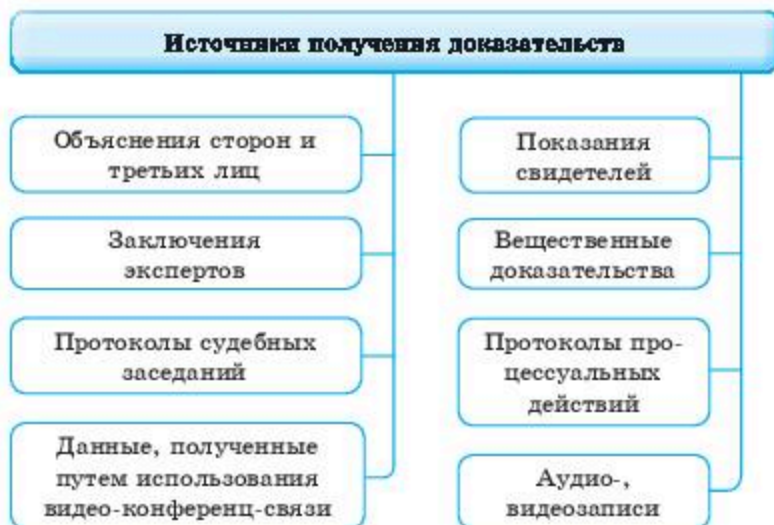 Источники получения доказательств
Объяснения сторон и
третьих лиц
Заключения
экспертов
Протоколы судебных
заседаний
Данные, полученные
путем использования
видео-конференц-связи
Показания
свидетелей
Вещественные
доказательства
Протоколы про-
цессуальных
действий
Аудио-,
видеозаписи